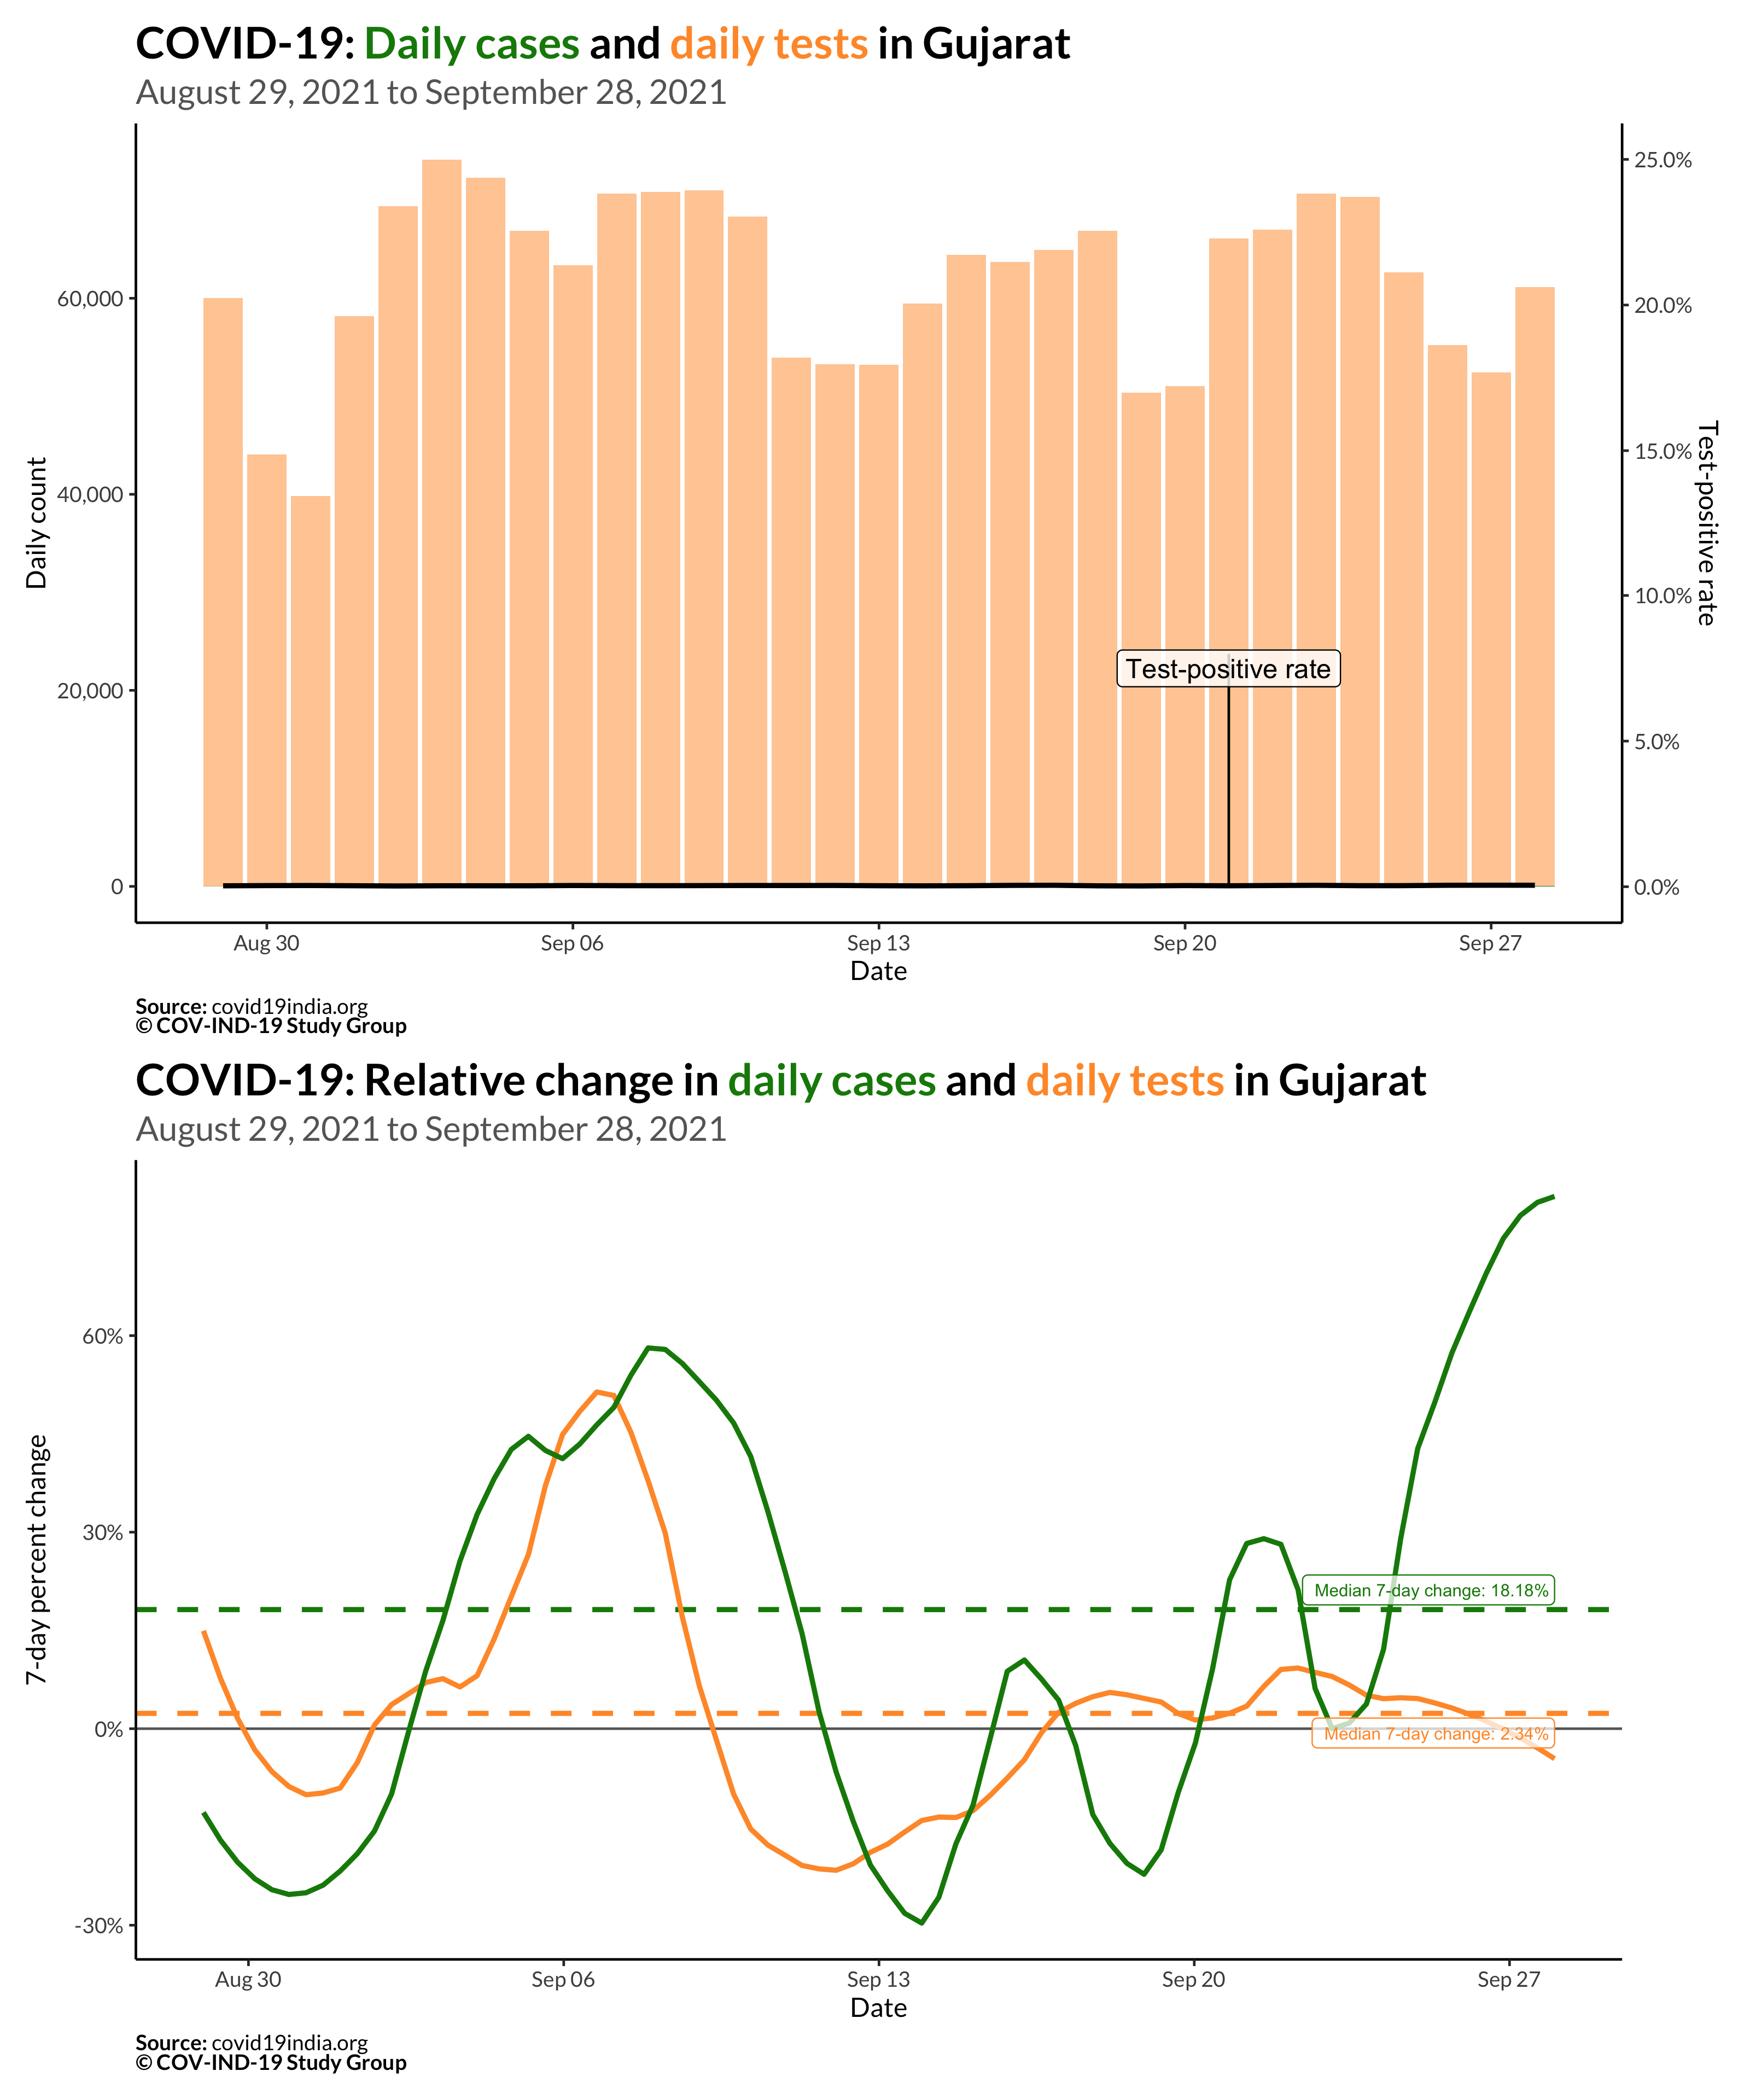 COVID-19: Daily cases and daily tests in Gujarat
August 29, 2021 to September 28, 2021
Daily count
60,000
40,000
20,000
0
25.0%
20.0%
15.0%
10.0%
5.0%
0.0%
Test-positive rate
Test-positive rate
Aug 30
Sep 06
Sep 13
Sep 20
Sep 27
Date
Source: covid19india.org
© COV-IND-19 Study Group
COVID-19: Relative change in daily cases and daily tests in Gujarat
August 29, 2021 to September 28, 2021
7-day percent change
60%
30%
0%
-30%
Median 7-day change: 18.18%
Median 7-day change: 2.34%
Aug 30
Sep 06
Sep 13
Sep 20
Sep 27
Date
Source: covid19india.org
© COV-IND-19 Study Group